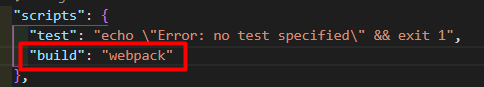 "scripts": {
"test": "echo \"Error: no test specified\" && exit 1",
"build": "webpack"
},